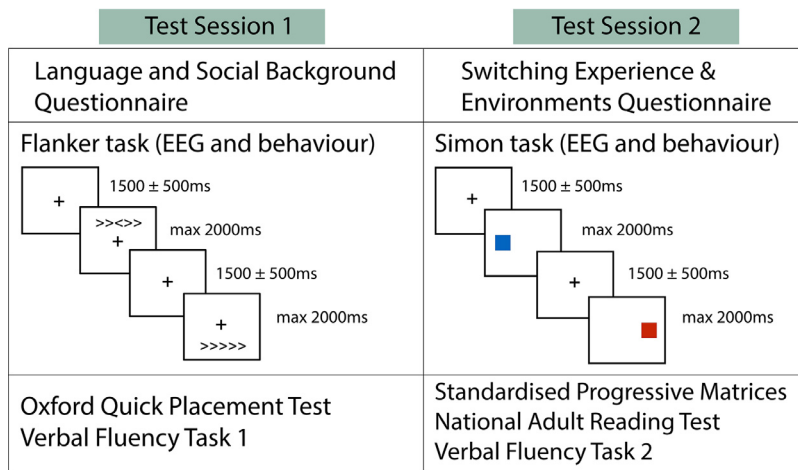 Test Session 1
Test Session 2
Language and Social Background
Questionnaire
Switching Experience &
Environments Questionnaire
Flanker task (EEG and behaviour)
+
1500 ± 500ms
>><>>
+
max 2000ms
+
1500 ± 500ms
+
>>>>>
max 2000ms
Simon task (EEG and behaviour)
+
1500 ± 500ms
max 2000ms
+
1500 ± 500ms
max 2000ms
Oxford Quick Placement Test
Verbal Fluency Task 1
Standardised Progressive Matrices
National Adult Reading Test
Verbal Fluency Task 2